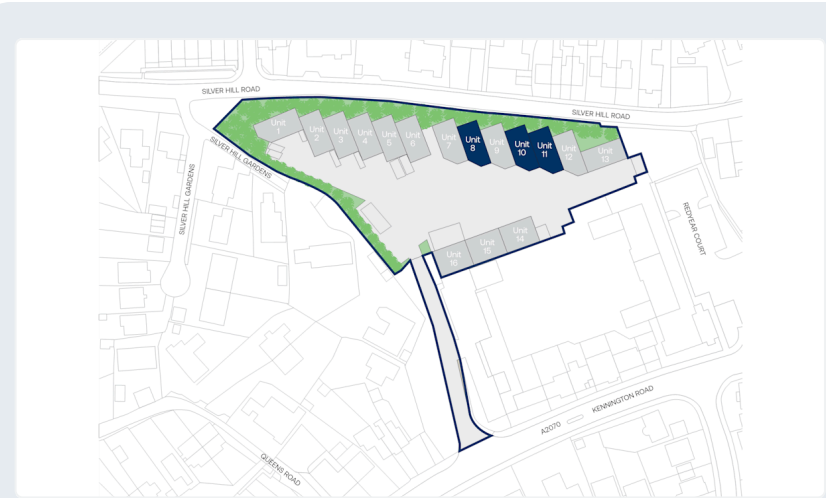 SILVER HILL ROAD
SILVER HILL ROAD
Unit
1
Unit
2
Unit
3
Unit
4
Unit
5
Unit
6
Unit
7
Unit
8
Unit
9
Unit
10
Unit
11
Unit
12
Unit
13
SILVER HILL GARDENS
SILVER HILL GARDENS
REDYEAR COURT
Unit
14
Unit
15
Unit
16
KENNINGTON ROAD
A2070
QUEENS ROAD